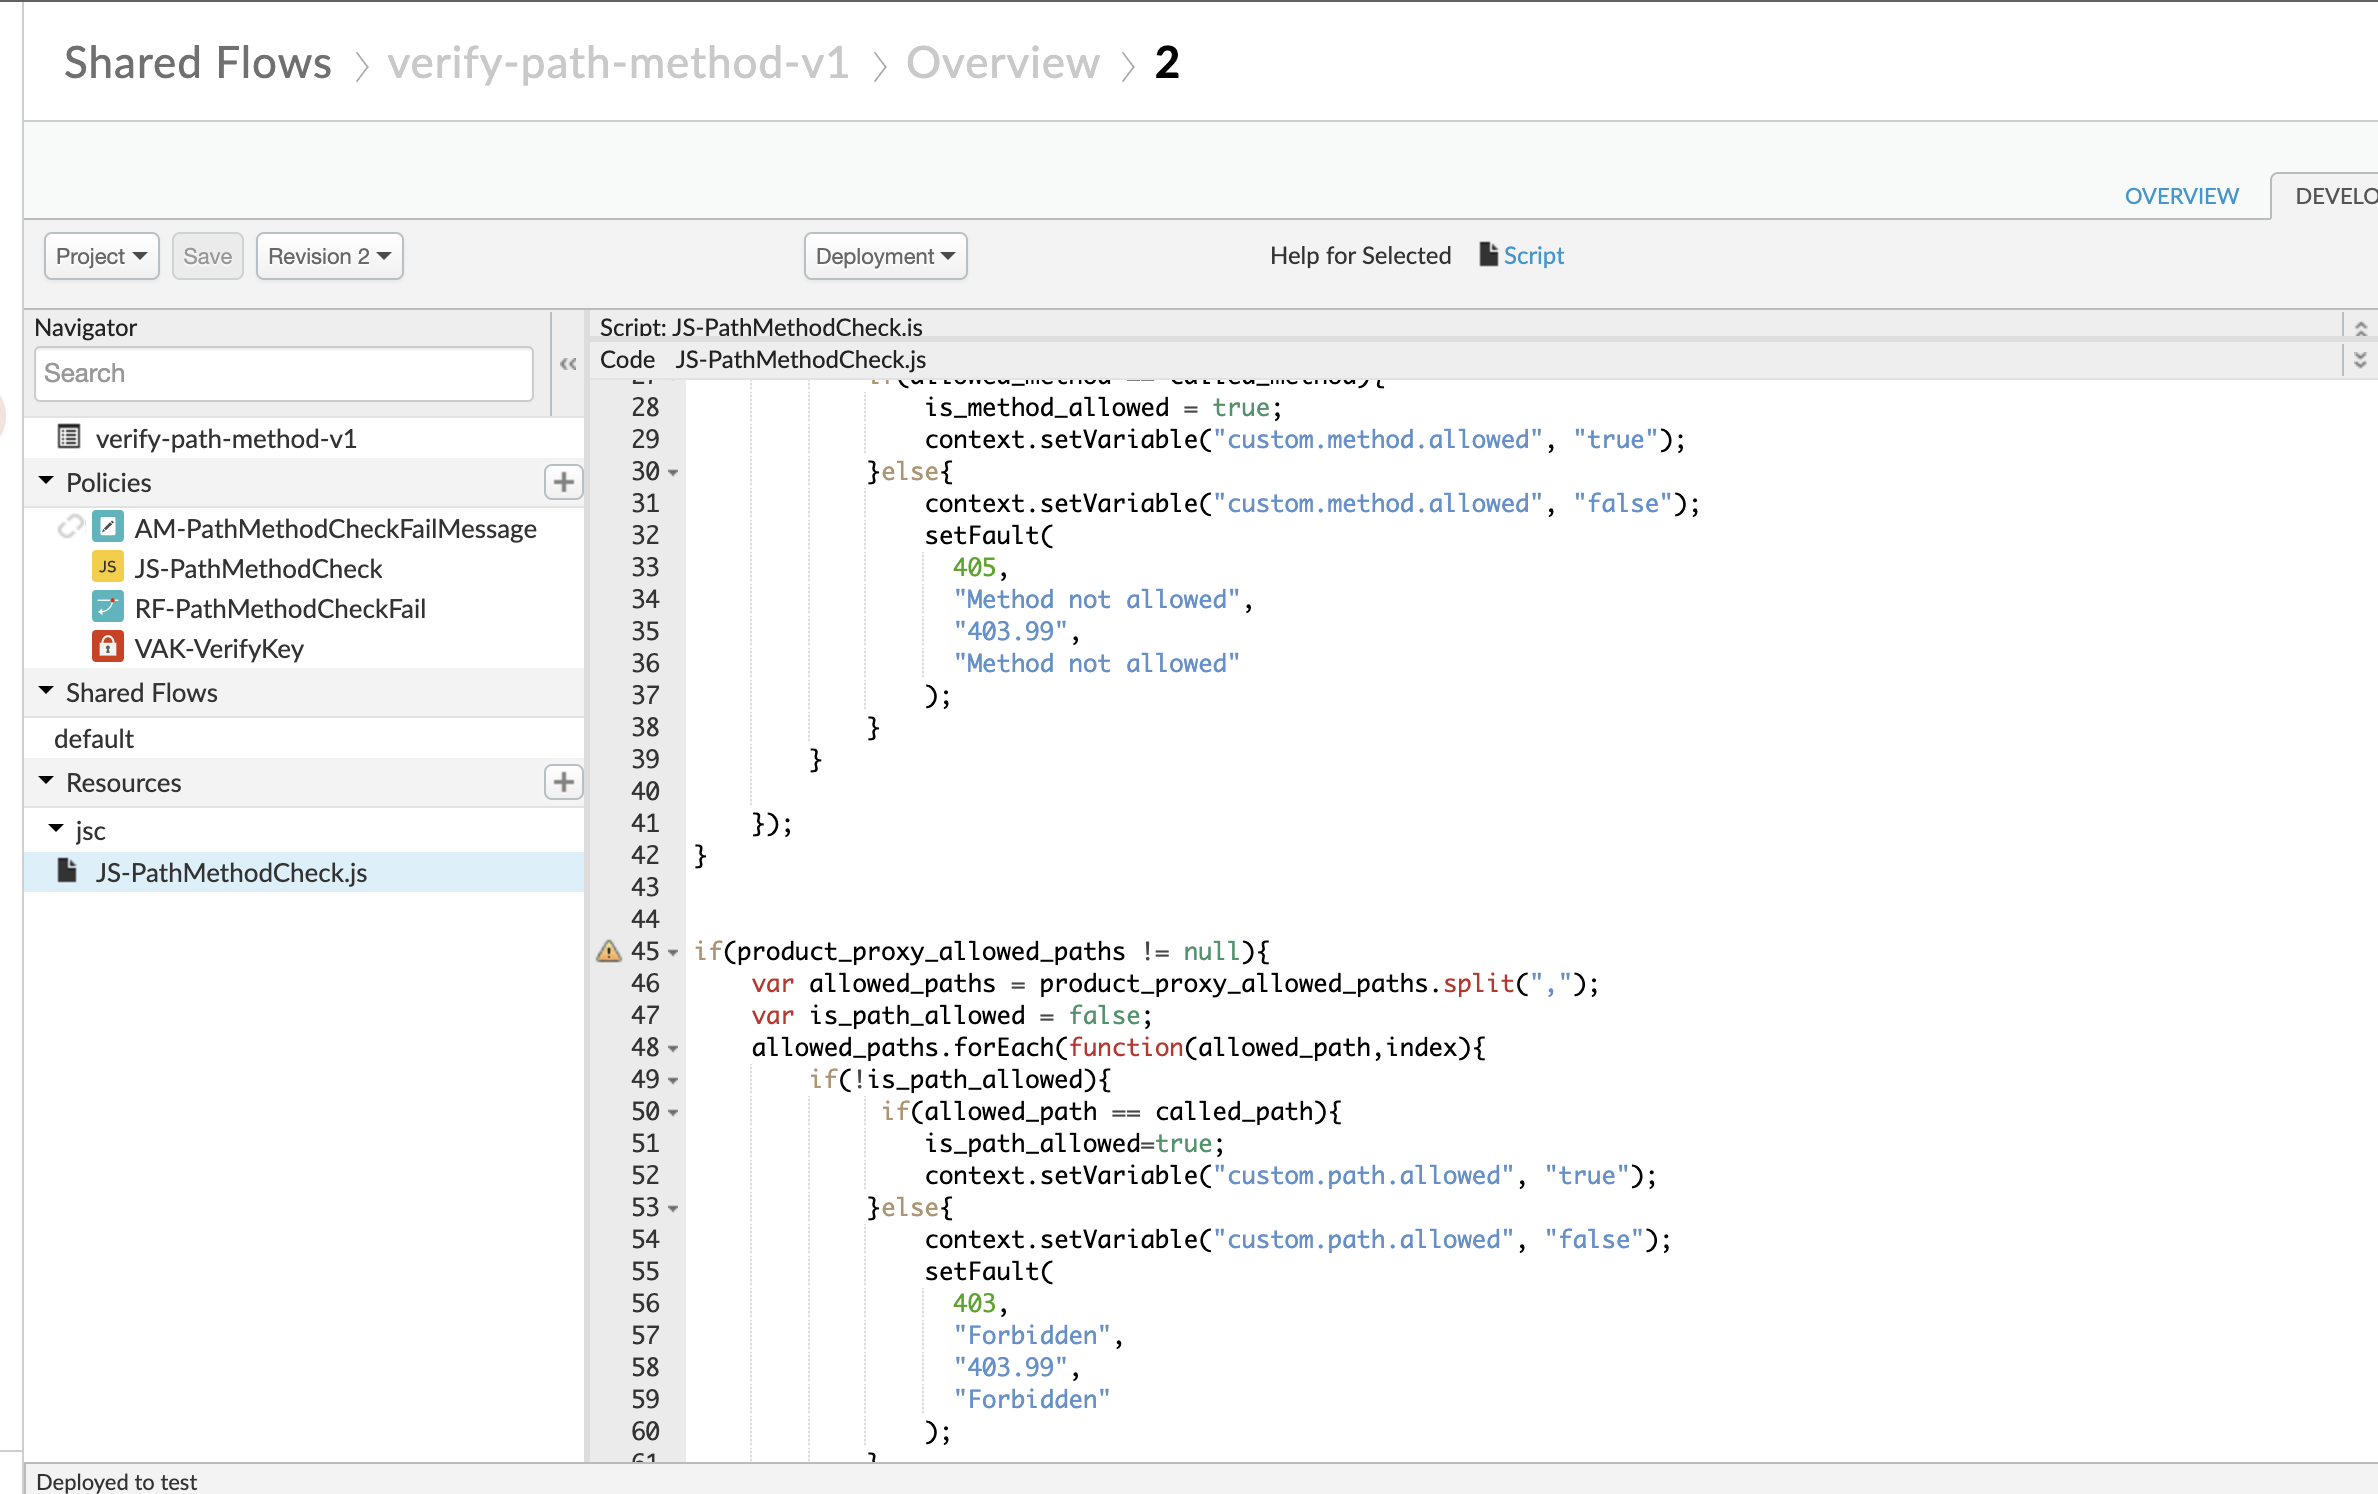 Shared Flows > verify-path-method-v1 > Overview > 2
OVERVIEW DEVELO
Project Save Revision 2 Deployment Help for Selected Script
Navigator
Search
verify-path-method-v1
Policies
AM-PathMethodCheckFailMessage
JS JS-PathMethodCheck
RF-PathMethodCheckFail
VAK-VerifyKey
Shared Flows
default
Resources
jsc
JS-PathMethodCheck.js
Script: JS-PathMethodCheck.js
Code JS-PathMethodCheck.js
27 if(allowed_method == called_method){
28 is_method_allowed = true;
29 context.setVariable("custom.method.allowed", "true");
30 }else{
31 context.setVariable("custom.method.allowed", "false");
32 setFault(
33 405,
34 "Method not allowed",
35 "403.99",
36 "Method not allowed"
37 );
38 }
39 }
40
41 });
42 }
43
44
45 if(product_proxy_allowed_paths != null){
46 var allowed_paths = product_proxy_allowed_paths.split(",");
47 var is_path_allowed = false;
48 allowed_paths.forEach(function(allowed_path,index){
49 if(!is_path_allowed){
50 if(allowed_path == called_path){
51 is_path_allowed=true;
52 context.setVariable("custom.path.allowed", "true");
53 }else{
54 context.setVariable("custom.path.allowed", "false");
55 setFault(
56 403,
57 "Forbidden",
58 "403.99",
59 "Forbidden"
60 );
61 }
Deployed to test